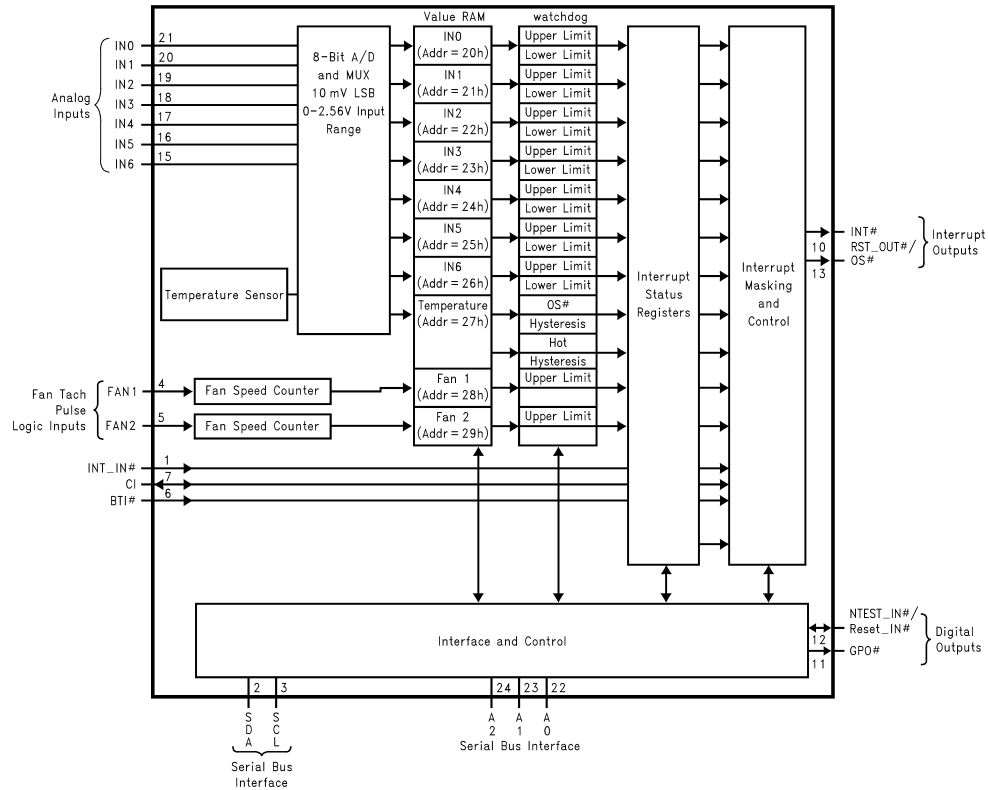 Value RAM
watchdog
Analog
Inputs
IN0
21
IN1
20
IN2
19
IN3
18
IN4
17
IN5
16
IN6
15
8-Bit A/D
and MUX
10 mV LSB
0-2.56V Input
Range
Temperature Sensor
IN0
(Addr = 20h)
IN1
(Addr = 21h)
IN2
(Addr = 22h)
IN3
(Addr = 23h)
IN4
(Addr = 24h)
IN5
(Addr = 25h)
IN6
(Addr = 26h)
Temperature
(Addr = 27h)
Fan 1
(Addr = 28h)
Fan 2
(Addr = 29h)
Upper Limit
Lower Limit
Upper Limit
Lower Limit
Upper Limit
Lower Limit
Upper Limit
Lower Limit
Upper Limit
Lower Limit
Upper Limit
Lower Limit
Upper Limit
Lower Limit
OS#
Hysteresis
Hot
Hysteresis
Upper Limit
Upper Limit
Interrupt
Status
Registers
Interrupt
Masking
and
Control
INT#
10
RST_OUT#/
OS#
13
Interrupt
Outputs
Fan Tach
Pulse
Logic Inputs
FAN1
4
Fan Speed Counter
FAN2
5
Fan Speed Counter
INT_IN#
1
CI
7
BTI#
6
Interface and Control
NTEST_IN#/
Reset_IN#
12
GPO#
11
Digital
Outputs
2
3
24
23
22
SDA
SCL
A2
A1
A0
Serial Bus Interface
Serial Bus
Interface